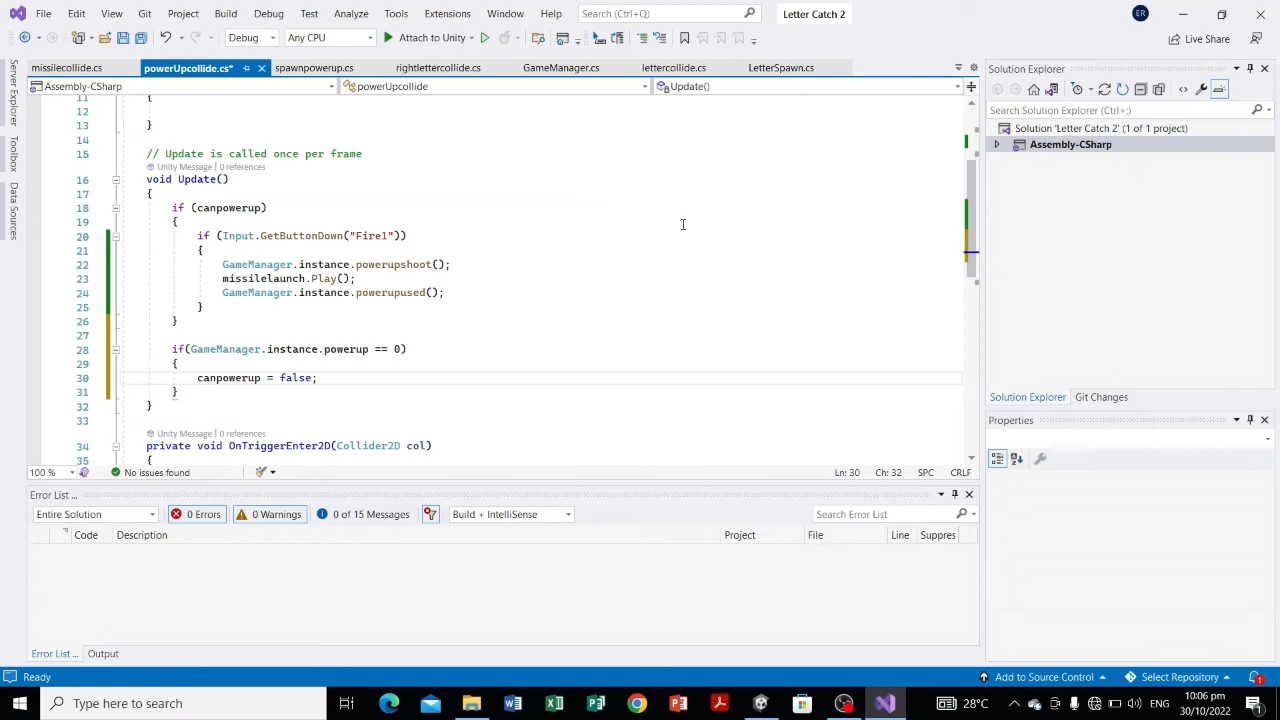 File Edit View Git Project Build Debug Test Analyze Tools Extensions Window Help Search (Ctrl+Q) Letter Catch 2 ER
Debug Any CPU Attach to Unity Live Share
missilecollide.cs powerUpcollide.cs* spawnpowerup.cs rightlettercollide.cs GameManager.cs letterscollide.cs LetterSpawn.cs
Assembly-CSharp powerUpcollide Update()
Server Explorer
Toolbox
Data Sources
11 {
12
13 }
14
15 // Update is called once per frame
Unity Message | 0 references
16 void Update()
17 {
18 if (canpowerup)
19 {
20 if (Input.GetButtonDown("Fire1"))
21 {
22 GameManager.instance.powerupshoot();
23 missilelaunch.Play();
24 GameManager.instance.powerupused();
25 }
26 }
27
28 if(GameManager.instance.powerup == 0)
29 {
30 canpowerup = false;
31 }
32 }
33
Unity Message | 0 references
34 private void OnTriggerEnter2D(Collider2D col)
35 {
100 % No issues found Ln: 30 Ch: 32 SPC CRLF
Error List ...
Entire Solution 0 Errors 0 Warnings 0 of 15 Messages Build + IntelliSense Search Error List
Code Description Project File Line Suppres
Error List ... Output
Solution Explorer
Search Solution Explorer (Ctrl+;)
Solution 'Letter Catch 2' (1 of 1 project)
Assembly-CSharp
Solution Explorer Git Changes
Properties
Ready Add to Source Control Select Repository 1
Type here to search 28°C ENG 10:06 pm
30/10/2022